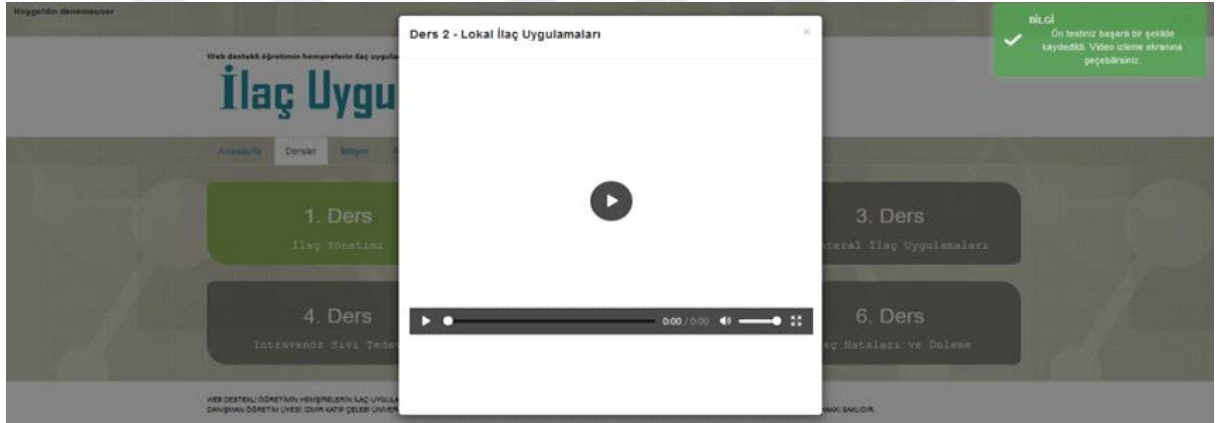 Hoşgeldin denemeuser
Ders 2 - Lokal İlaç Uygulamaları
×
BİLGİ
Ön testiniz başarılı bir şekilde
kaydedildi. Video izleme ekranına
geçebilirsiniz.
Web destekli öğretimin hemşirelerin ilaç uygula
İlaç Uygu
Anasayfa
Dersler
İletişim
1. Ders
İlaç Yönetimi
3. Ders
teral İlaç Uygulamaları
4. Ders
İntravenöz Sıvı Teda
6. Ders
aç Hataları ve Önleme
0:00 / 0:00
WEB DESTEKLİ ÖĞRETİMİN HEMŞİRELERİN İLAÇ UYGULA
DANIŞMAN ÖĞRETİM ÜYESİ: İZMİR KATİP ÇELEBİ ÜNİVER
HAKKI SAKLIDIR.